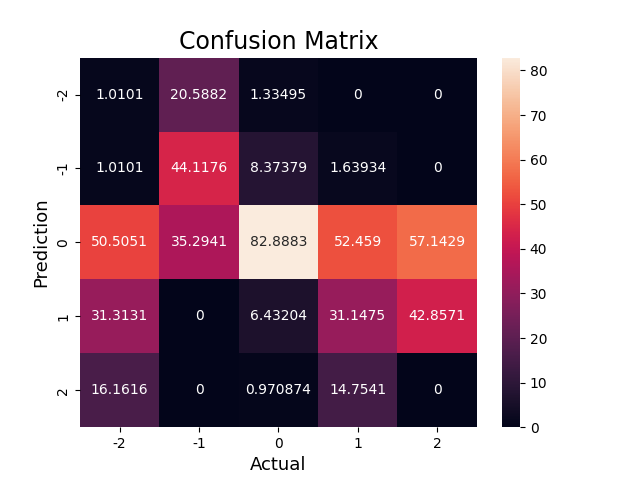 Confusion Matrix
-2 1.0101 20.5882 1.33495 0 0
-1 1.0101 44.1176 8.37379 1.63934 0
0 50.5051 35.2941 82.8883 52.459 57.1429
1 31.3131 0 6.43204 31.1475 42.8571
2 16.1616 0 0.970874 14.7541 0
-2 -1 0 1 2
Actual
Prediction
80
70
60
50
40
30
20
10
0